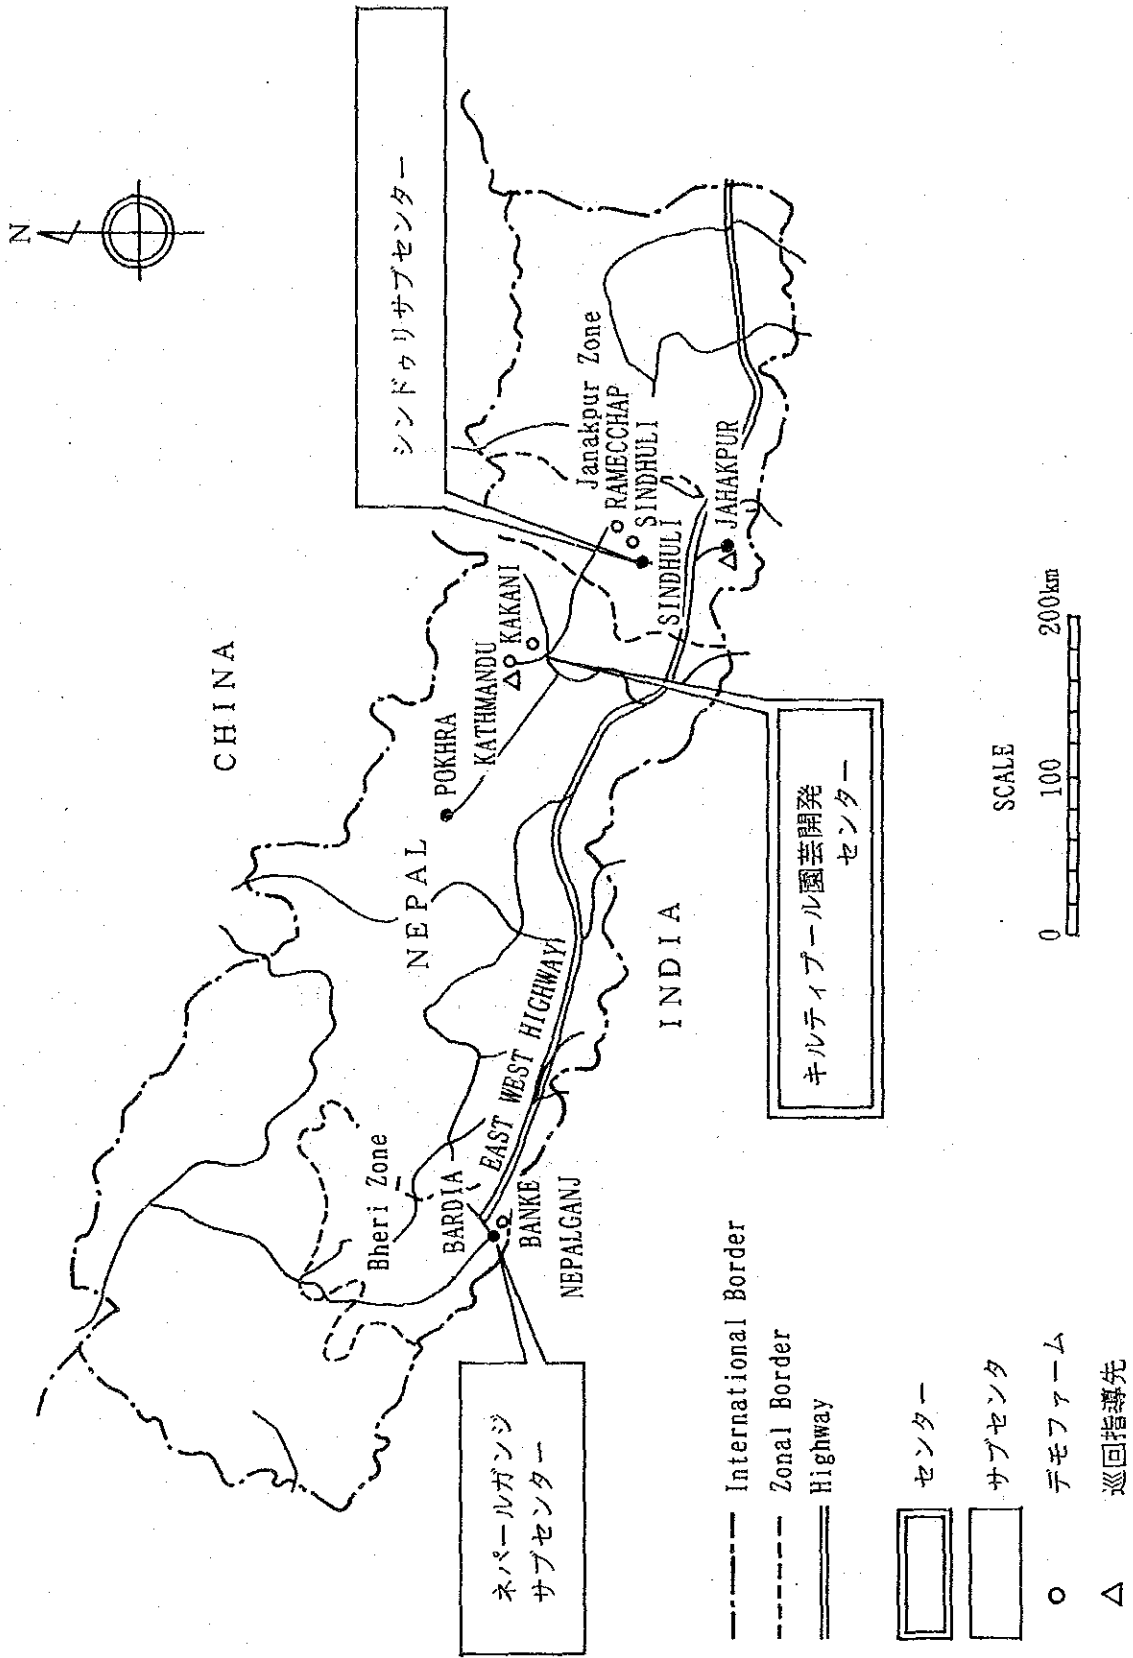 N
CHINA
シンドゥリサブセンター
NEPAL
POKHRA
KATHMANDU
KAKANI
Janakpur Zone
RAMECCHAP
SINDHULI
SINDHULI
JAHAKPUR
Bheri Zone
BARDIA
EAST WEST HIGHWAY
BANKE
NEPALGANJ
INDIA
ネパールガンジ
サブセンター
キルティプール園芸開発
センター
International Border
Zonal Border
Highway
センター
サブセンタ
デモファーム
巡回指導先
SCALE
0 100 200km